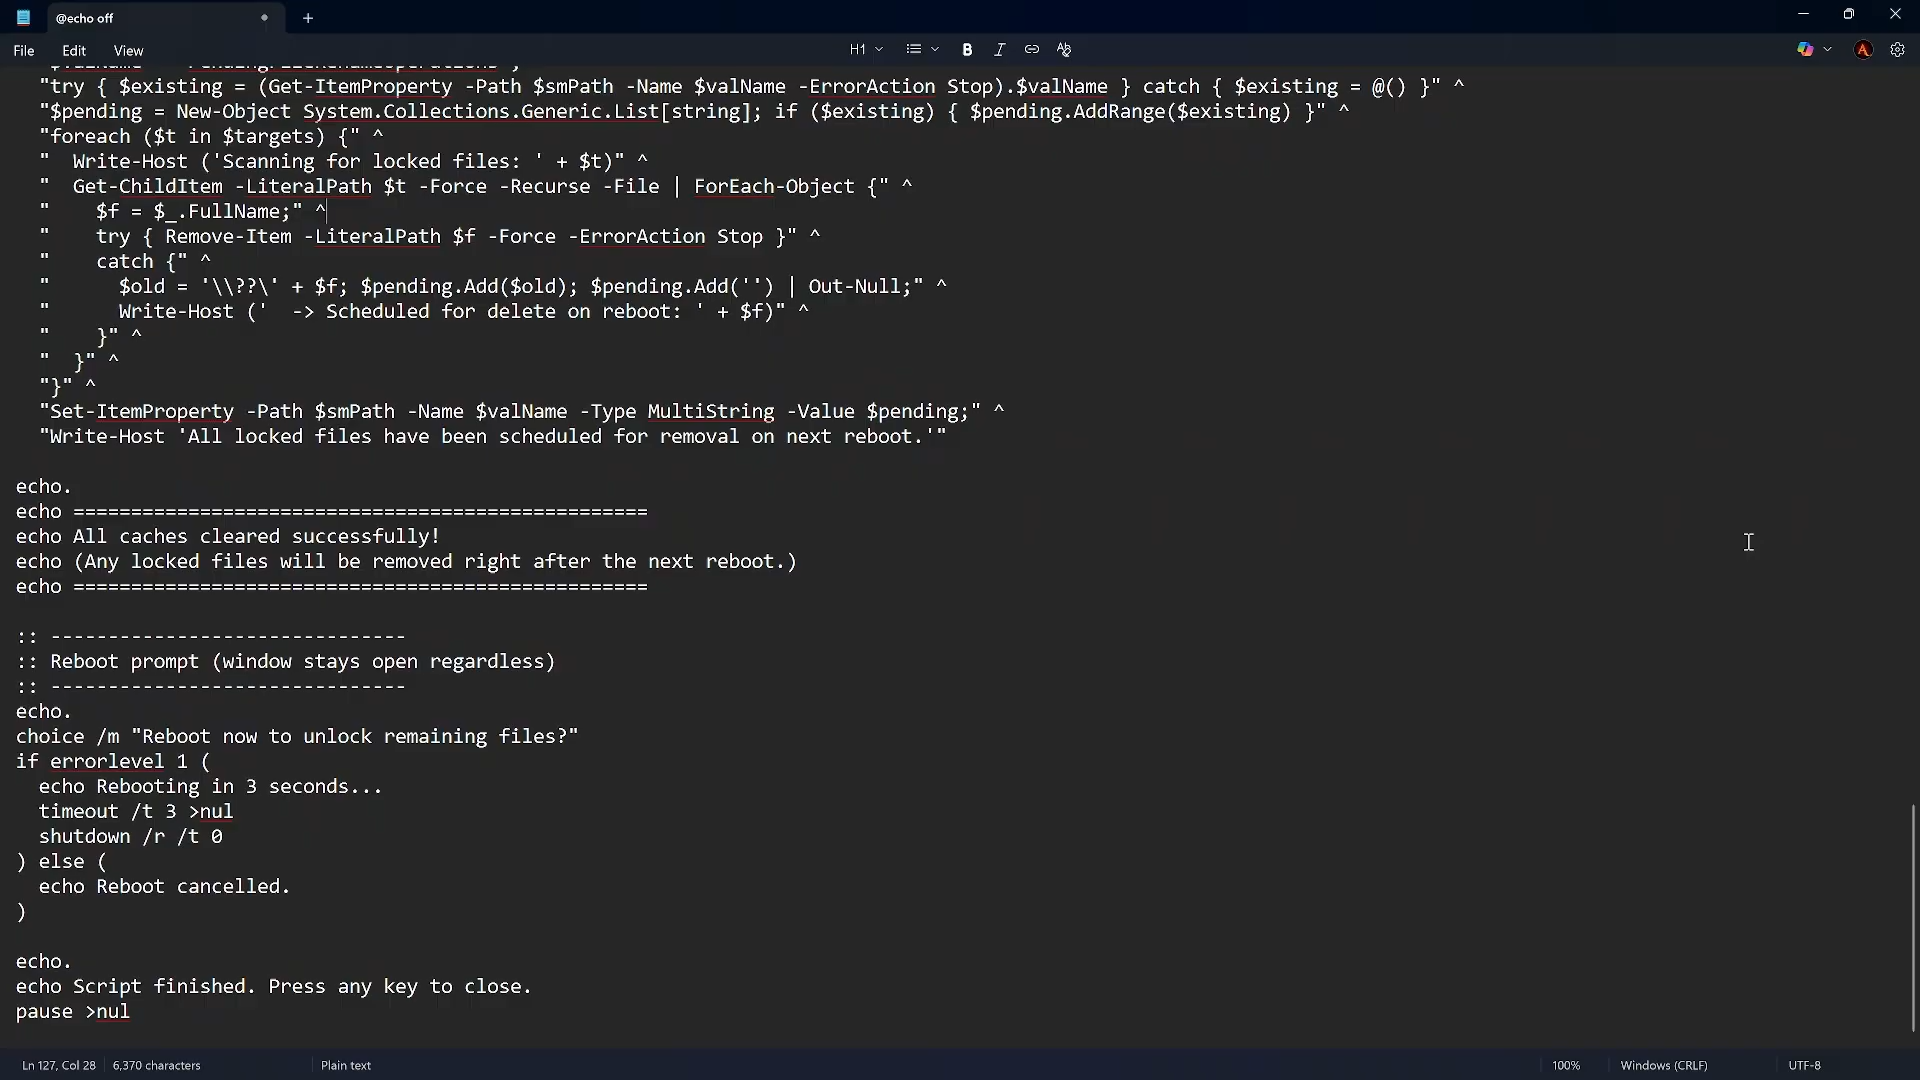 @echo off
File Edit View H1 B I A
"try { $existing = (Get-ItemProperty -Path $smPath -Name $valName -ErrorAction Stop).$valName } catch { $existing = @() }" ^
"$pending = New-Object System.Collections.Generic.List[string]; if ($existing) { $pending.AddRange($existing) }" ^
"foreach ($t in $targets) {" ^
"  Write-Host ('Scanning for locked files: ' + $t)" ^
"  Get-ChildItem -LiteralPath $t -Force -Recurse -File | ForEach-Object {" ^
"    $f = $_.FullName;" ^
"    try { Remove-Item -LiteralPath $f -Force -ErrorAction Stop }" ^
"    catch {" ^
"      $old = '\\??\' + $f; $pending.Add($old); $pending.Add('') | Out-Null;" ^
"      Write-Host ('  -> Scheduled for delete on reboot: ' + $f)" ^
"    }" ^
"  }" ^
"}" ^
"Set-ItemProperty -Path $smPath -Name $valName -Type MultiString -Value $pending;" ^
"Write-Host 'All locked files have been scheduled for removal on next reboot.'"
echo.
echo ==================================================
echo All caches cleared successfully!
echo (Any locked files will be removed right after the next reboot.)
echo ==================================================
:: -------------------------------
:: Reboot prompt (window stays open regardless)
:: -------------------------------
echo.
choice /m "Reboot now to unlock remaining files?"
if errorlevel 1 (
  echo Rebooting in 3 seconds...
  timeout /t 3 >nul
  shutdown /r /t 0
) else (
  echo Reboot cancelled.
)
echo.
echo Script finished. Press any key to close.
pause >nul
Ln 127, Col 28 6,370 characters Plain text 100% Windows (CRLF) UTF-8